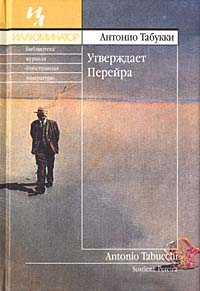 ИЛ
ИЛЛЮМИНАТОР
Библиотека
журнала
«Иностранная
литература»
Антонио Табукки
Утверждает
Перейра
Antonio Tabucchi
Sostiene Pereira